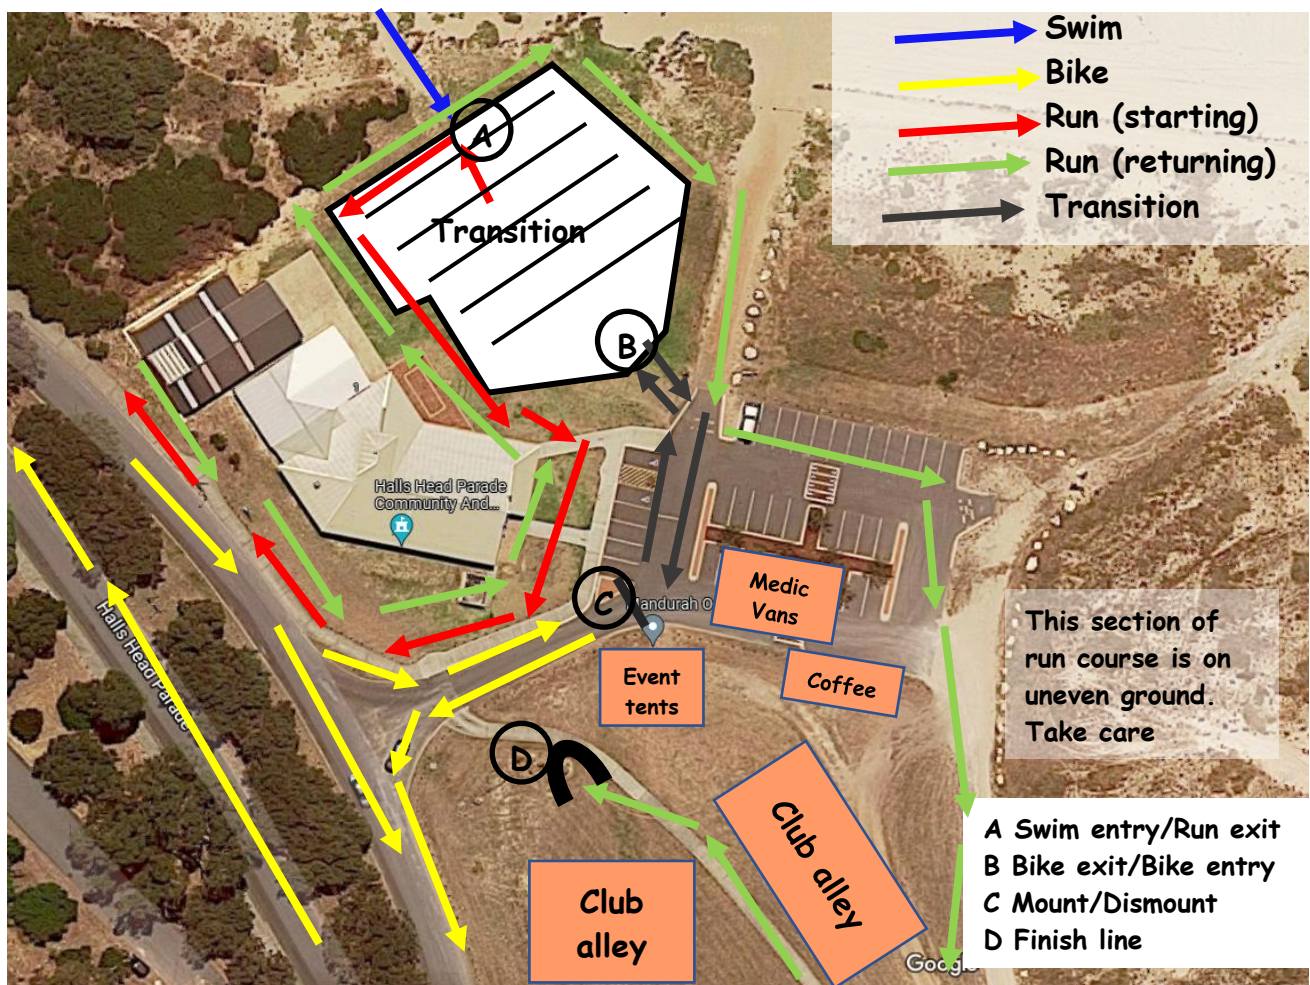 Swim
Bike
Run (starting)
Run (returning)
Transition
A
Transition
B
Halls Head Parade
Community And...
C
Medic
Vans
Event
tents
Coffee
Halls Head Parade
D
This section of
run course is on
uneven ground.
Take care
Club alley
Club
alley
A Swim entry/Run exit
B Bike exit/Bike entry
C Mount/Dismount
D Finish line
Google